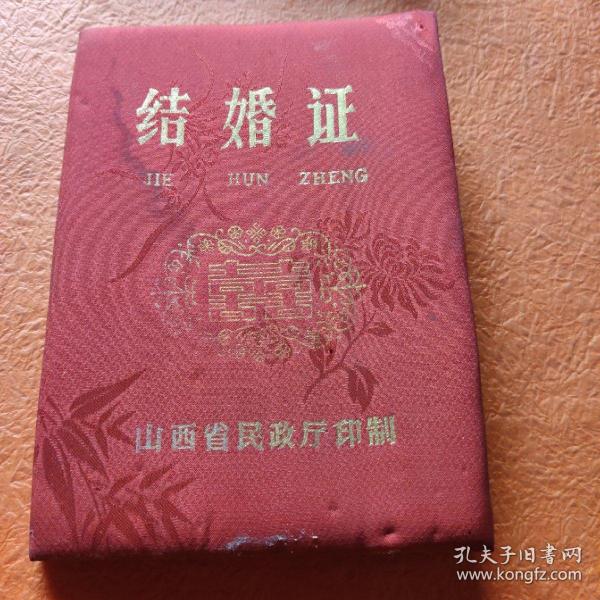 结婚证
JIE HUN ZHENG
囍
山西省民政厅印制
孔夫子旧书网
www.kongfz.com